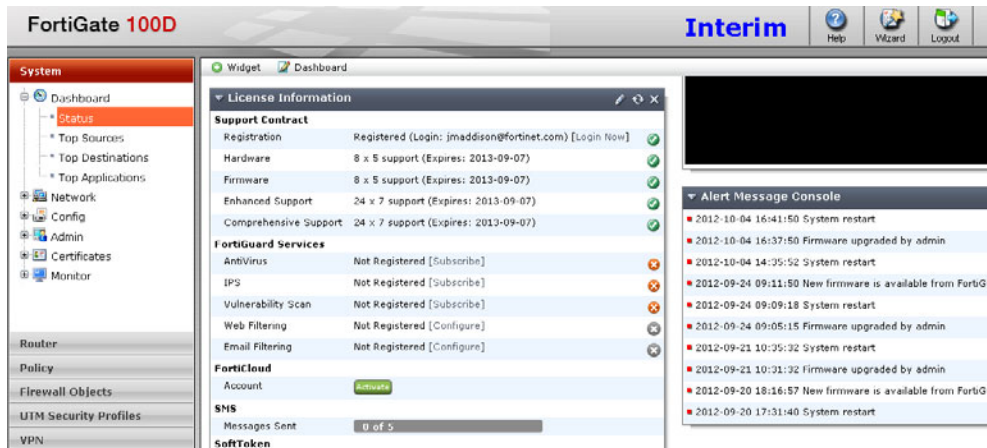 FortiGate 100D
Interim
Help
Wizard
Logout
System
Dashboard
Status
Top Sources
Top Destinations
Top Applications
Network
Config
Admin
Certificates
Monitor
Router
Policy
Firewall Objects
UTM Security Profiles
VPN
Widget Dashboard
License Information
Support Contract
Registration Registered (Login: jmaddison@fortinet.com) [Login Now]
Hardware 8 x 5 support (Expires: 2013-09-07)
Firmware 8 x 5 support (Expires: 2013-09-07)
Enhanced Support 24 x 7 support (Expires: 2013-09-07)
Comprehensive Support 24 x 7 support (Expires: 2013-09-07)
FortiGuard Services
AntiVirus Not Registered [Subscribe]
IPS Not Registered [Subscribe]
Vulnerability Scan Not Registered [Subscribe]
Web Filtering Not Registered [Configure]
Email Filtering Not Registered [Configure]
FortiCloud
Account Activate
SMS
Messages Sent 0 of 5
SoftToken
Alert Message Console
2012-10-04 16:41:50 System restart
2012-10-04 16:37:50 Firmware upgraded by admin
2012-10-04 14:35:52 System restart
2012-09-24 09:11:50 New firmware is available from FortiG
2012-09-24 09:09:18 System restart
2012-09-24 09:05:15 Firmware upgraded by admin
2012-09-21 10:35:32 System restart
2012-09-21 10:31:32 Firmware upgraded by admin
2012-09-20 18:16:57 New firmware is available from FortiG
2012-09-20 17:31:40 System restart